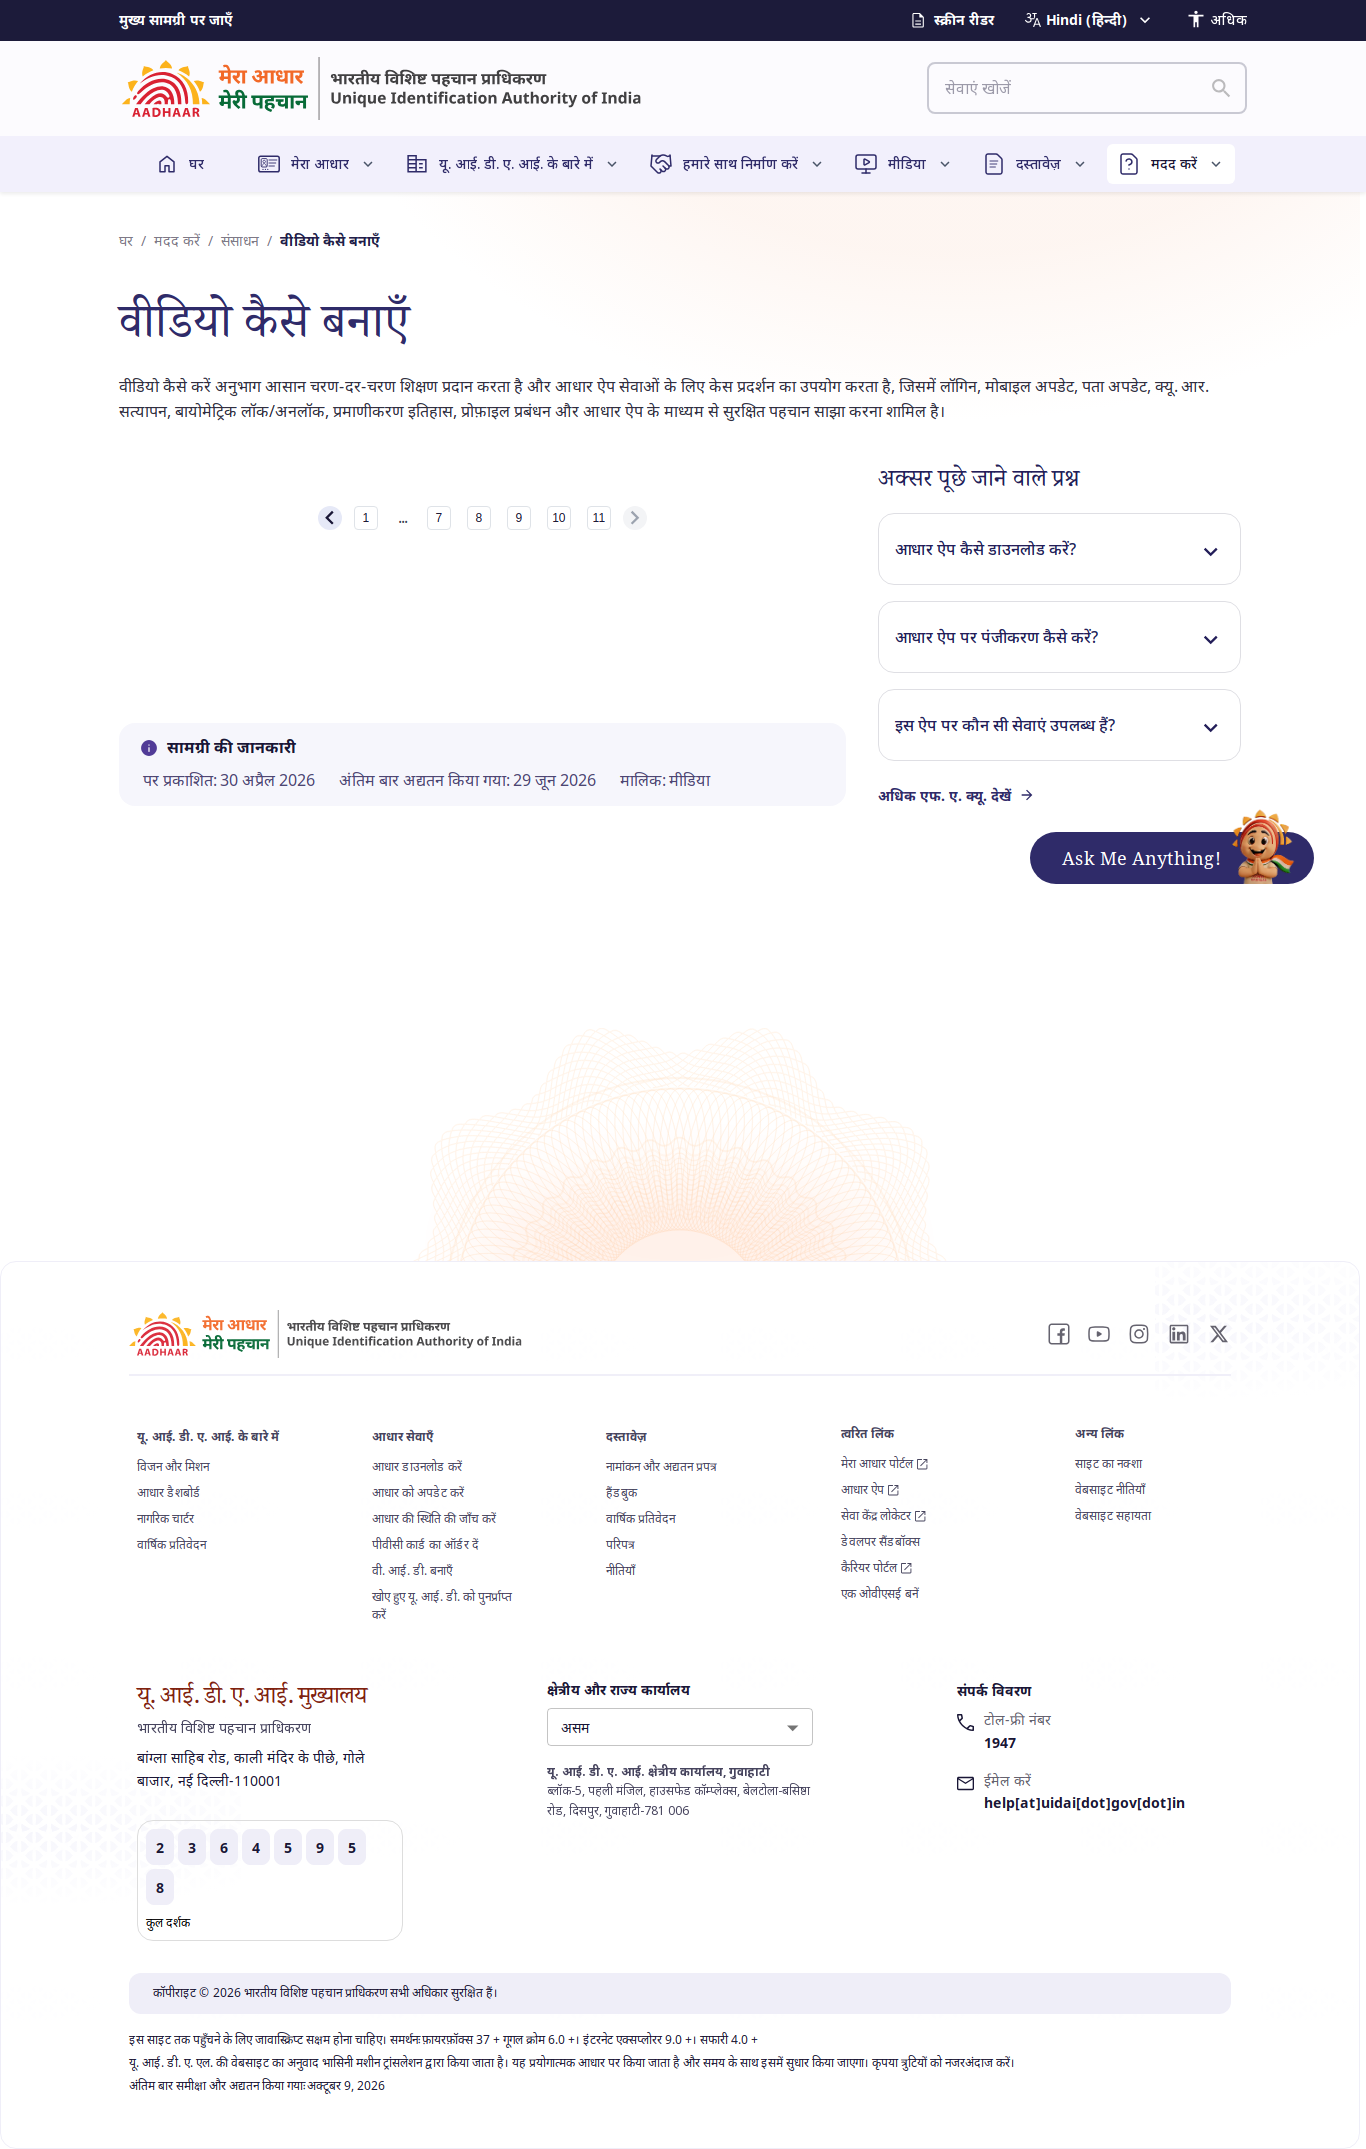 मुख्य सामग्री पर जाएँ
स्क्रीन रीडर
Hindi (हिन्दी)
अधिक
मेरा आधार
मेरी पहचान
AADHAAR
भारतीय विशिष्ट पहचान प्राधिकरण
Unique Identification Authority of India
सेवाएं खोजें
घर
मेरा आधार
यू. आई. डी. ए. आई. के बारे में
हमारे साथ निर्माण करें
मीडिया
दस्तावेज़
मदद करें
घर / मदद करें / संसाधन / वीडियो कैसे बनाएँ
वीडियो कैसे बनाएँ
वीडियो कैसे करें अनुभाग आसान चरण-दर-चरण शिक्षण प्रदान करता है और आधार ऐप सेवाओं के लिए केस प्रदर्शन का उपयोग करता है, जिसमें लॉगिन, मोबाइल अपडेट, पता अपडेट, क्यू. आर.
सत्यापन, बायोमेट्रिक लॉक/अनलॉक, प्रमाणीकरण इतिहास, प्रोफ़ाइल प्रबंधन और आधार ऐप के माध्यम से सुरक्षित पहचान साझा करना शामिल है।
1 ... 7 8 9 10 11
सामग्री की जानकारी
पर प्रकाशित: 30 अप्रैल 2026 अंतिम बार अद्यतन किया गया: 29 जून 2026 मालिक: मीडिया
अक्सर पूछे जाने वाले प्रश्न
आधार ऐप कैसे डाउनलोड करें?
आधार ऐप पर पंजीकरण कैसे करें?
इस ऐप पर कौन सी सेवाएं उपलब्ध हैं?
अधिक एफ. ए. क्यू. देखें
Ask Me Anything!
मेरा आधार
मेरी पहचान
AADHAAR
भारतीय विशिष्ट पहचान प्राधिकरण
Unique Identification Authority of India
यू. आई. डी. ए. आई. के बारे में
विजन और मिशन
आधार डैशबोर्ड
नागरिक चार्टर
वार्षिक प्रतिवेदन
आधार सेवाएँ
आधार डाउनलोड करें
आधार को अपडेट करें
आधार की स्थिति की जाँच करें
पीवीसी कार्ड का ऑर्डर दें
वी. आई. डी. बनाएँ
खोए हुए यू. आई. डी. को पुनर्प्राप्त
करें
दस्तावेज़
नामांकन और अद्यतन प्रपत्र
हैंडबुक
वार्षिक प्रतिवेदन
परिपत्र
नीतियाँ
त्वरित लिंक
मेरा आधार पोर्टल
आधार ऐप
सेवा केंद्र लोकेटर
डेवलपर सैंडबॉक्स
कैरियर पोर्टल
एक ओवीएसई बनें
अन्य लिंक
साइट का नक्शा
वेबसाइट नीतियाँ
वेबसाइट सहायता
यू. आई. डी. ए. आई. मुख्यालय
भारतीय विशिष्ट पहचान प्राधिकरण
बांग्ला साहिब रोड, काली मंदिर के पीछे, गोले
बाजार, नई दिल्ली-110001
2 3 6 4 5 9 5
8
कुल दर्शक
क्षेत्रीय और राज्य कार्यालय
असम
यू. आई. डी. ए. आई. क्षेत्रीय कार्यालय, गुवाहाटी
ब्लॉक-5, पहली मंजिल, हाउसफेड कॉम्प्लेक्स, बेलटोला-बसिष्ठा
रोड, दिसपुर, गुवाहाटी-781 006
संपर्क विवरण
टोल-फ्री नंबर
1947
ईमेल करें
help[at]uidai[dot]gov[dot]in
कॉपीराइट © 2026 भारतीय विशिष्ट पहचान प्राधिकरण सभी अधिकार सुरक्षित हैं।
इस साइट तक पहुँचने के लिए जावास्क्रिप्ट सक्षम होना चाहिए। समर्थनः फ़ायरफ़ॉक्स 37 + गूगल क्रोम 6.0 +। इंटरनेट एक्सप्लोरर 9.0 +। सफारी 4.0 +
यू. आई. डी. ए. एल. की वेबसाइट का अनुवाद भासिनी मशीन ट्रांसलेशन द्वारा किया जाता है। यह प्रयोगात्मक आधार पर किया जाता है और समय के साथ इसमें सुधार किया जाएगा। कृपया त्रुटियों को नजरअंदाज करें।
अंतिम बार समीक्षा और अद्यतन किया गयाः अक्टूबर 9, 2026